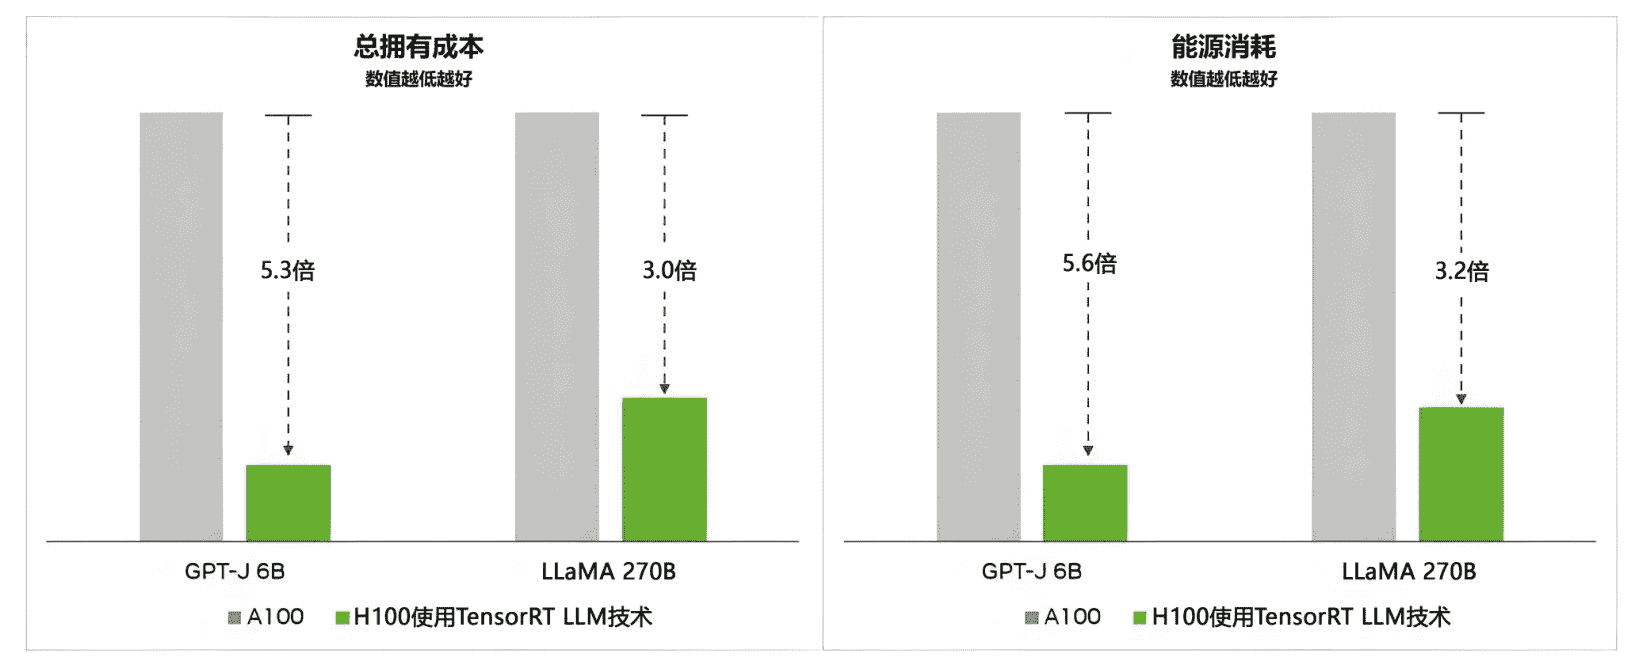 总拥有成本
数值越低越好
5.3倍
3.0倍
GPT-J 6B
LLaMA 270B
A100
H100使用TensorRT LLM技术
能源消耗
数值越低越好
5.6倍
3.2倍
GPT-J 6B
LLaMA 270B
A100
H100使用TensorRT LLM技术